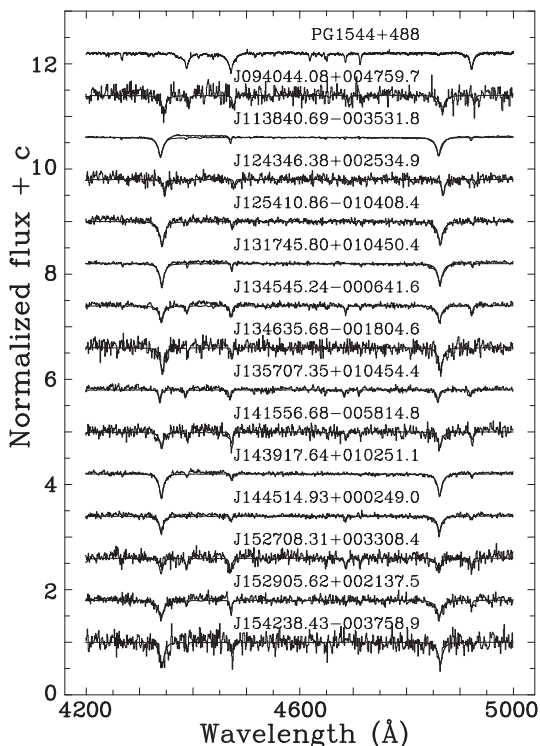 PG1544+488
12
J094044.08+004759.7
J113840.69−003531.8
10
J124346.38+002534.9
J125410.86−010408.4
J131745.80+010450.4
8
J134545.24−000641.6
J134635.68−001804.6
6
J135707.35+010454.4
J141556.68−005814.8
J143917.64+010251.1
4
J144514.93+000249.0
J152708.31+003308.4
2
J152905.62+002137.5
J154238.43−003758.9
0
4200 4600 5000
Wavelength (Å)
Normalized flux + c